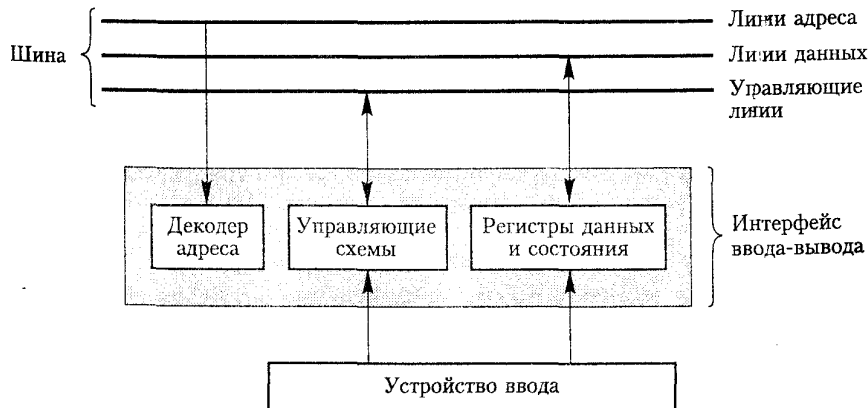 Шина
Линии адреса
Линии данных
Управляющие
линии
Декодер
адреса
Управляющие
схемы
Регистры данных
и состояния
Интерфейс
ввода-вывода
Устройство ввода